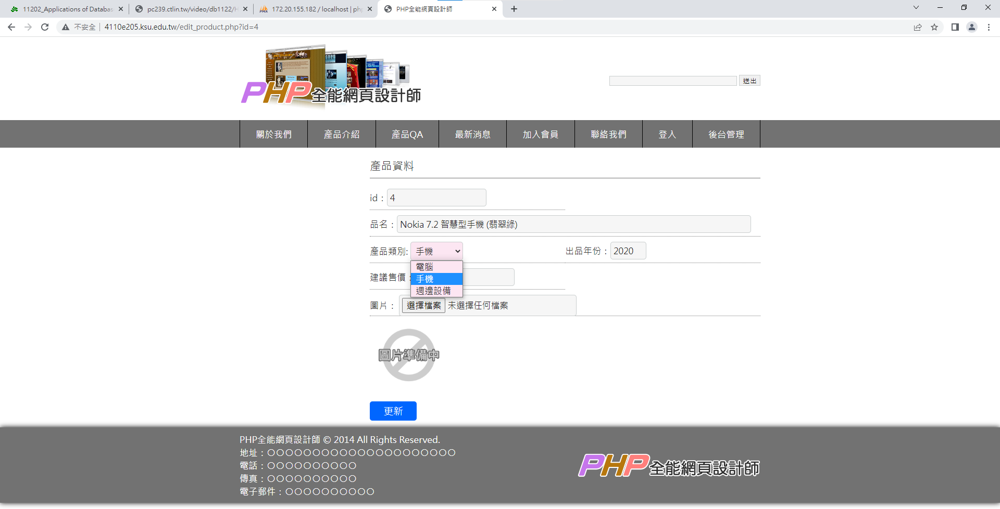 11202_Applications of Databas
pc239.ctlin.tw/video/db1122/H
172.20.155.182 / localhost | php
PHP全能網頁設計師
不安全
4110e205.ksu.edu.tw/edit_product.php?id=4
PHP全能網頁設計師
送出
關於我們
產品介紹
產品QA
最新消息
加入會員
聯絡我們
登入
後台管理
產品資料
id：4
品名：Nokia 7.2 智慧型手機 (翡翠綠)
產品類別: 手機
出品年份：2020
電腦
手機
週邊設備
建議售價：
圖片： 選擇檔案 未選擇任何檔案
圖片準備中
更新
PHP全能網頁設計師 © 2014 All Rights Reserved.
地址：○○○○○○○○○○○○○○○○○○○○○
電話：○○○○○○○○○○
傳真：○○○○○○○○○○
電子郵件：○○○○○○○○○○
PHP全能網頁設計師